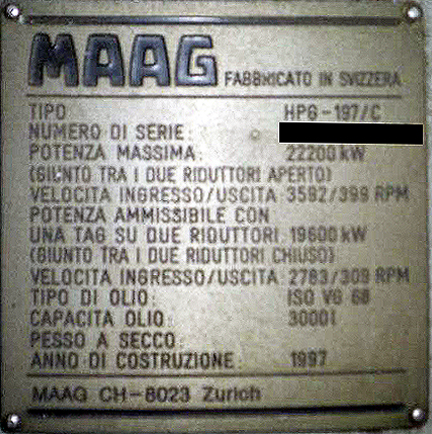 MAAG FABBRICATO IN SVIZZERA
TIPO HPG-197/C
NUMERO DI SERIE:
POTENZA MASSIMA: 22200 kW
(GIUNTO TRA I DUE RIDUTTORI APERTO)
VELOCITA INGRESSO/USCITA 3592/399 RPM
POTENZA AMMISSIBILE CON
UNA TAG SU DUE RIDUTTORI 19600 kW
(GIUNTO TRA I DUE RIDUTTORI CHIUSO)
VELOCITA INGRESSO/USCITA: 2783/309 RPM
TIPO DI OLIO: ISO VG 68
CAPACITA OLIO: 3000l
PESSO A SECCO:
ANNO DI COSTRUZIONE: 1997
MAAG CH-8023 Zurich